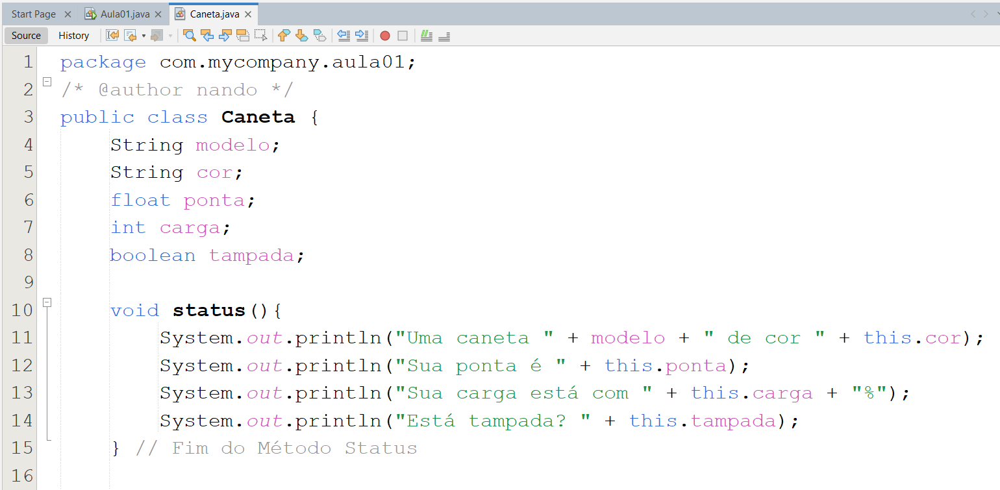 Start Page Aula01.java Caneta.java
Source History
1 package com.mycompany.aula01;
2 /* @author nando */
3 public class Caneta {
4 String modelo;
5 String cor;
6 float ponta;
7 int carga;
8 boolean tampada;
9
10 void status(){
11 System.out.println("Uma caneta " + modelo + " de cor " + this.cor);
12 System.out.println("Sua ponta é " + this.ponta);
13 System.out.println("Sua carga está com " + this.carga + "%");
14 System.out.println("Está tampada? " + this.tampada);
15 } // Fim do Método Status
16